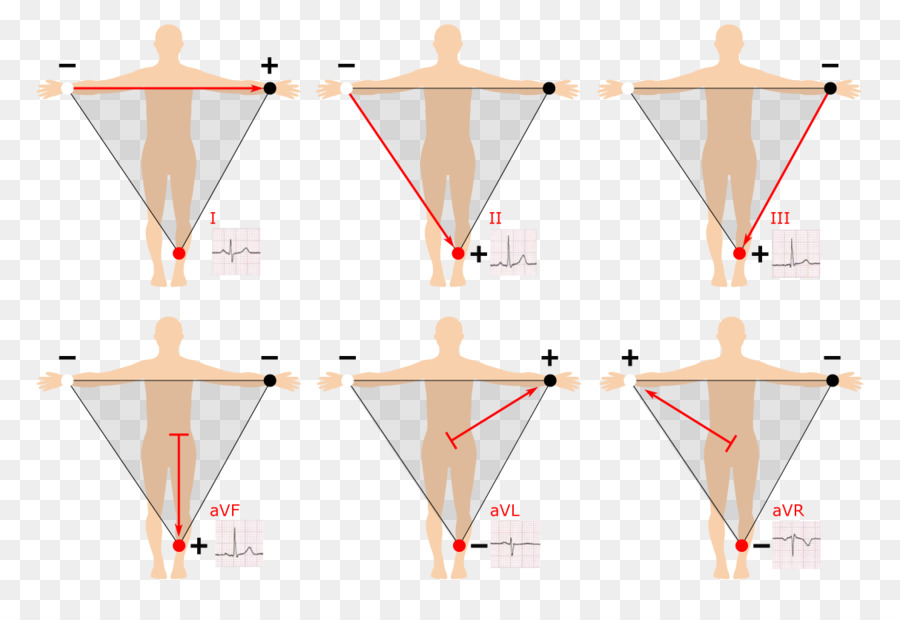 − +
−
−
I
II
III
+
+
− −
− +
+ −
aVF
aVL
aVR
+
−
−